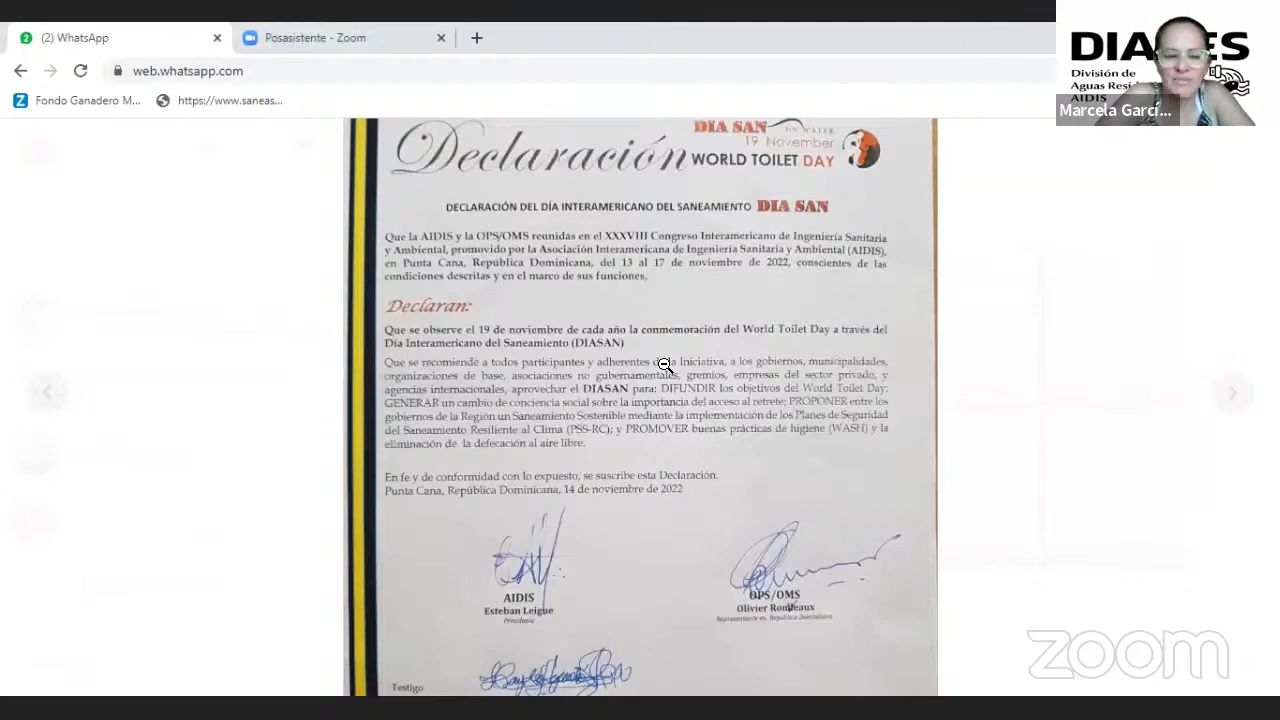 (2) WhatsApp
Posasistente - Zoom
web.whatsapp.com
Fondo Ganadero M...
https://www.saneas...
DIA
ES
División de
Aguas Resi
AIDIS
Marcela Garcí...
DIA SAN
WATER
19 November
Declaración WORLD TOILET DAY
DECLARACIÓN DEL DÍA INTERAMERICANO DEL SANEAMIENTO DIA SAN
Que la AIDIS y la OPS/OMS reunidas en el XXXVIII Congreso Interamericano de Ingeniería Sanitaria
y Ambiental, promovido por la Asociación Interamericana de Ingeniería Sanitaria y Ambiental (AIDIS),
en Punta Cana, República Dominicana, del 13 al 17 de noviembre de 2022, conscientes de las
condiciones descritas y en el marco de sus funciones,
Declaran:
Que se observe el 19 de noviembre de cada año la conmemoración del World Toilet Day a través del
Día Interamericano del Saneamiento (DIASAN)
Que se recomiende a todos participantes y adherentes de la Iniciativa, a los gobiernos, municipalidades,
organizaciones de base, asociaciones no gubernamentales, gremios, empresas del sector privado, y
agencias internacionales, aprovechar el DIASAN para: DIFUNDIR los objetivos del World Toilet Day;
GENERAR un cambio de conciencia social sobre la importancia del acceso al retrete; PROPONER entre los
gobiernos de la Región un Saneamiento Sostenible mediante la implementación de los Planes de Seguridad
del Saneamiento Resiliente al Clima (PSS-RC); y PROMOVER buenas prácticas de higiene (WASH) y la
eliminación de la defecación al aire libre.
En fe y de conformidad con lo expuesto, se suscribe esta Declaración.
Punta Cana, República Dominicana, 14 de noviembre de 2022
AIDIS
Esteban Leigue
Presidente
OPS/OMS
Olivier Ronveaux
Representante en República Dominicana
Testigo
zoom